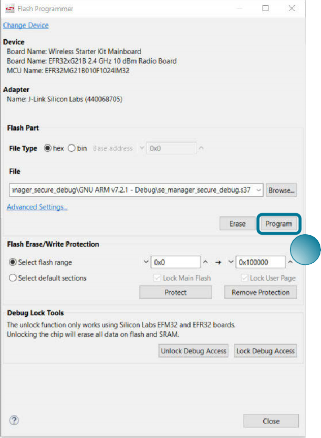 Flash Programmer
Change Device
Device
Board Name: Wireless Starter Kit Mainboard
Board Name: EFR32xG21B 2.4 GHz 10 dBm Radio Board
MCU Name: EFR32MG21B010F1024IM32
Adapter
Name: J-Link Silicon Labs (440068705)
Flash Part
File Type hex bin Base address 0x0
File
nager_secure_debug\GNU ARM v7.2.1 - Debug\se_manager_secure_debug.s37 Browse...
Advanced Settings..
Erase Program
Flash Erase/Write Protection
Select flash range 0x0 → 0x100000
Select default sections Lock Main Flash Lock User Page
Protect Remove Protection
Debug Lock Tools
The unlock function only works using Silicon Labs EFM32 and EFR32 boards
Unlocking the chip will erase all data on flash and SRAM.
Unlock Debug Access Lock Debug Access
? Close